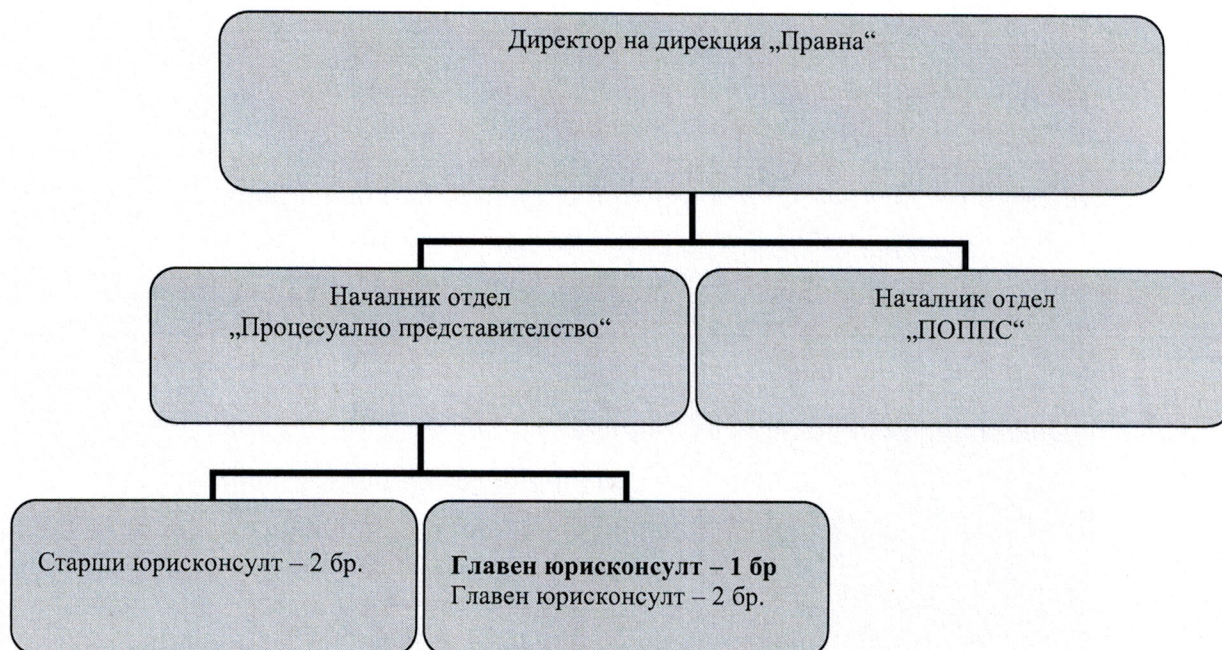 Директор на дирекция „Правна“
Началник отдел
„Процесуално представителство“
Началник отдел
„ПОППС“
Старши юрисконсулт – 2 бр.
Главен юрисконсулт – 1 бр
Главен юрисконсулт – 2 бр.